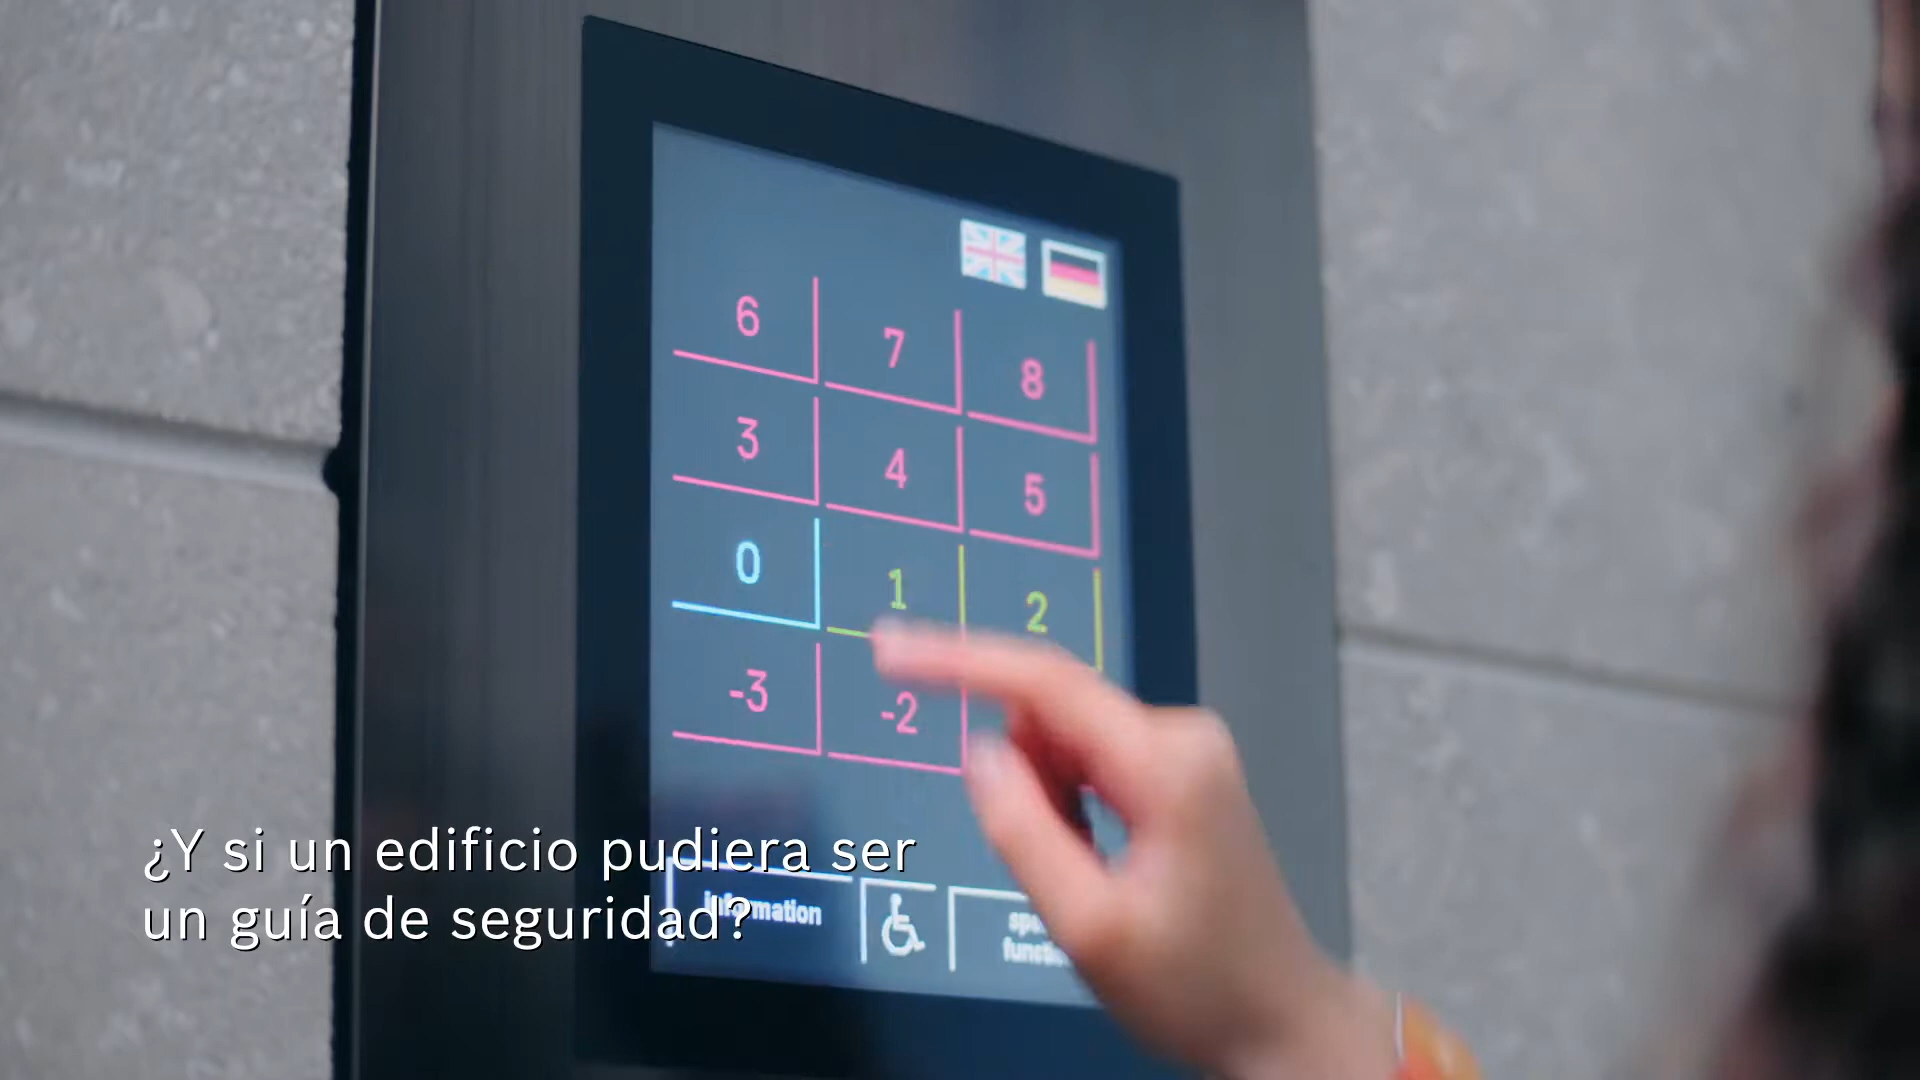 6 7 8
3 4 5
0 1 2
-3 -2
¿Y si un edificio pudiera ser
un guía de seguridad?
information